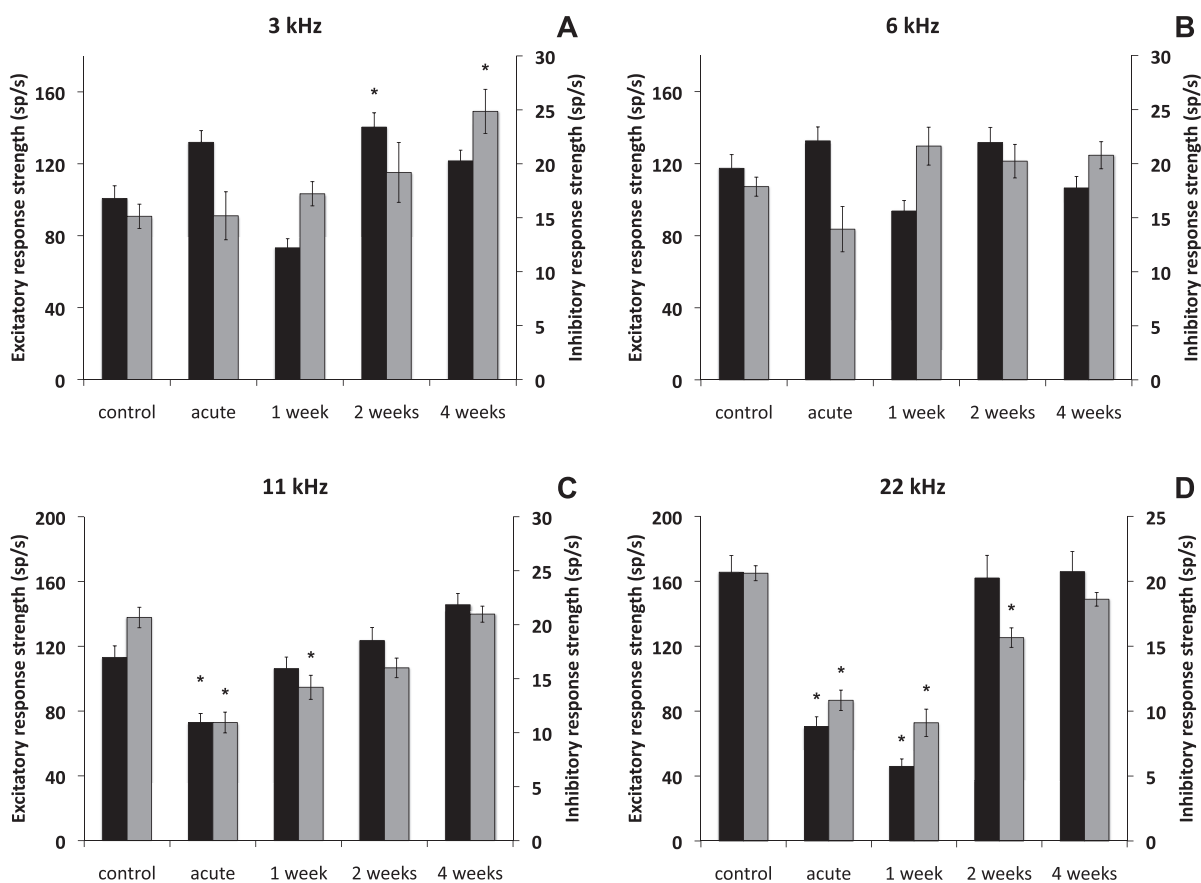 3 kHz
A
Excitatory response strength (sp/s)
160
120
80
40
0
*
*
30
25
20
15
10
5
0
Inhibitory response strength (sp/s)
control acute 1 week 2 weeks 4 weeks
6 kHz
B
Excitatory response strength (sp/s)
160
120
80
40
0
30
25
20
15
10
5
0
Inhibitory response strength (sp/s)
control acute 1 week 2 weeks 4 weeks
11 kHz
C
Excitatory response strength (sp/s)
200
160
120
80
40
0
* * *
30
25
20
15
10
5
0
Inhibitory response strength (sp/s)
control acute 1 week 2 weeks 4 weeks
22 kHz
D
Excitatory response strength (sp/s)
200
160
120
80
40
0
* * * * *
25
20
15
10
5
0
Inhibitory response strength (sp/s)
control acute 1 week 2 weeks 4 weeks